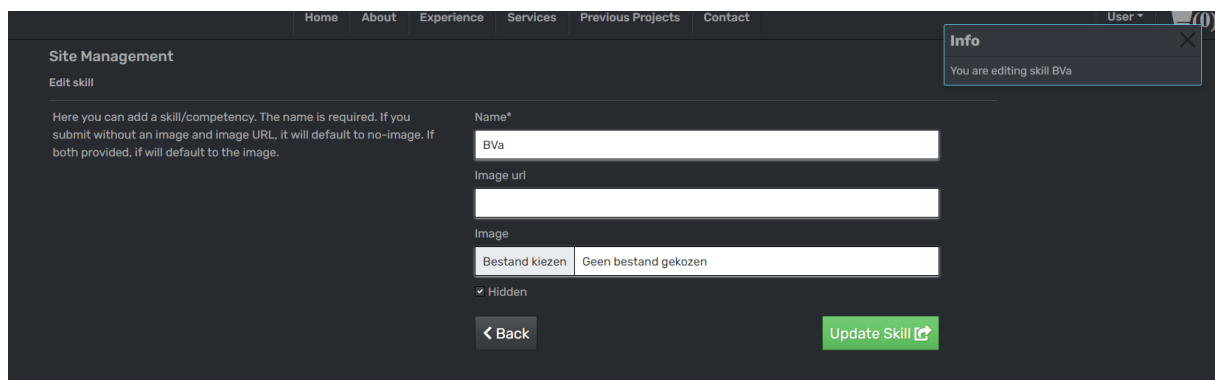 Home About Experience Services Previous Projects Contact User (0)
Info
You are editing skill BVa
Site Management
Edit skill
Here you can add a skill/competency. The name is required. If you
submit without an image and image URL, it will default to no-image. If
both provided, if will default to the image.
Name*
BVa
Image url
Image
Bestand kiezen Geen bestand gekozen
Hidden
Back
Update Skill